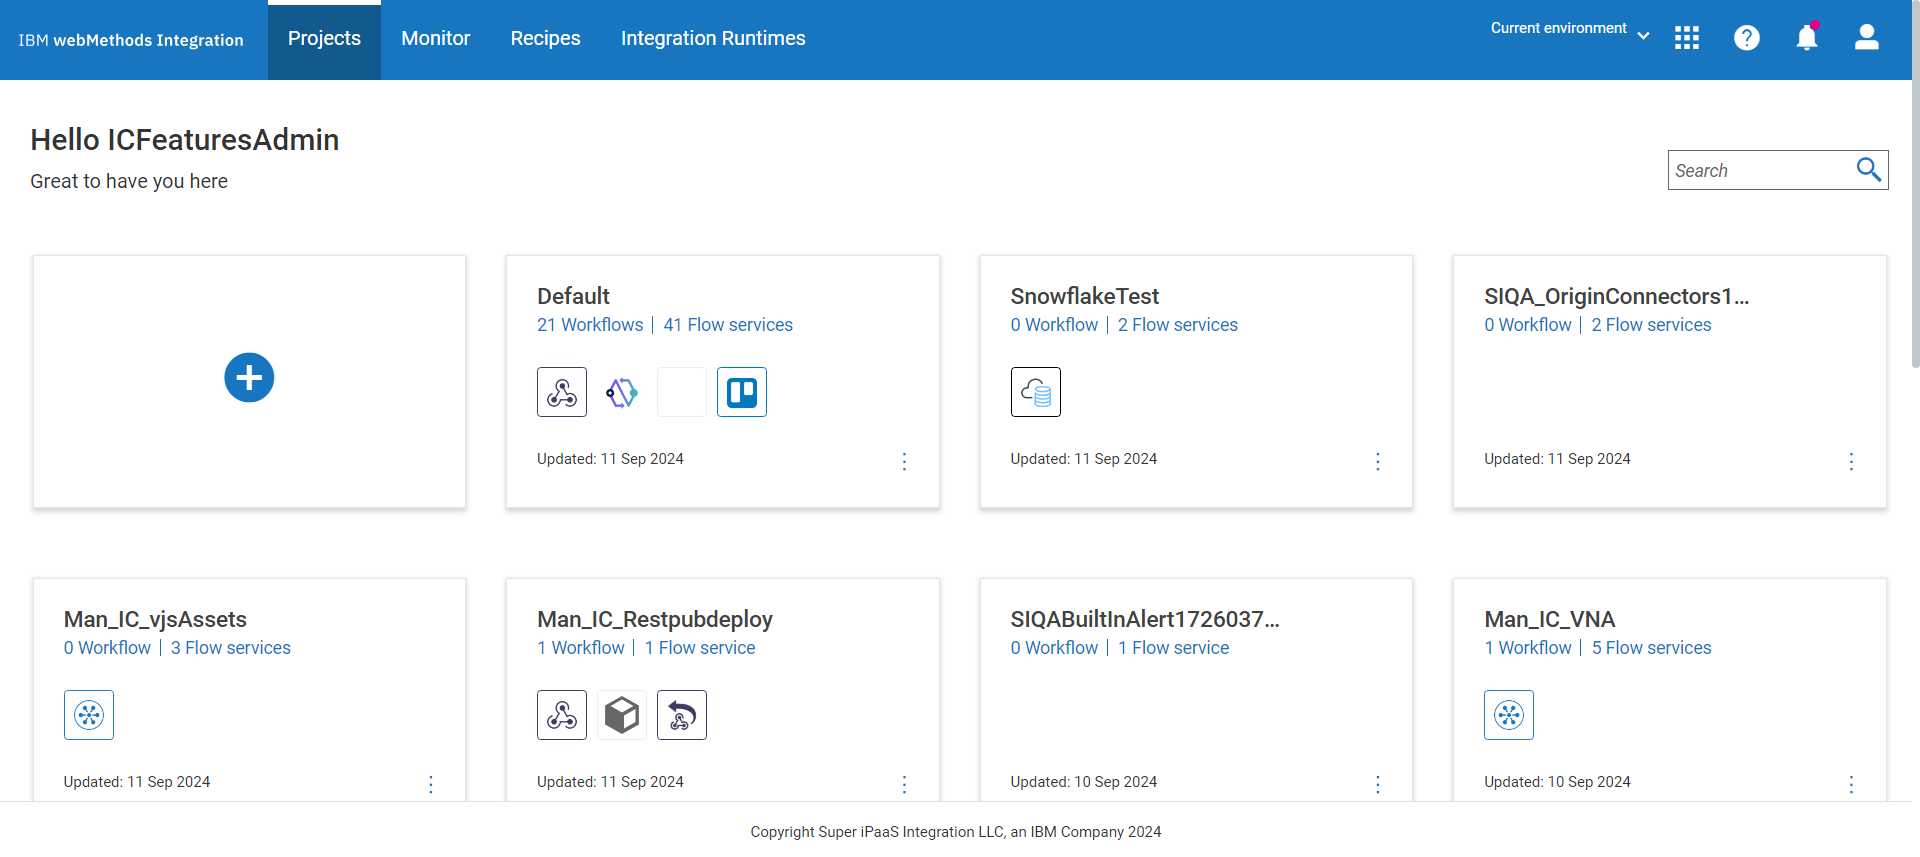 IBM webMethods Integration
Projects
Monitor
Recipes
Integration Runtimes
Current environment
Hello ICFeaturesAdmin
Great to have you here
Search
Default
21 Workflows | 41 Flow services
Updated: 11 Sep 2024
SnowflakeTest
0 Workflow | 2 Flow services
Updated: 11 Sep 2024
SIQA_OriginConnectors1...
0 Workflow | 2 Flow services
Updated: 11 Sep 2024
Man_IC_vjsAssets
0 Workflow | 3 Flow services
Updated: 11 Sep 2024
Man_IC_Restpubdeploy
1 Workflow | 1 Flow service
Updated: 11 Sep 2024
SIQABuiltInAlert1726037...
0 Workflow | 1 Flow service
Updated: 10 Sep 2024
Man_IC_VNA
1 Workflow | 5 Flow services
Updated: 10 Sep 2024
Copyright Super iPaaS Integration LLC, an IBM Company 2024